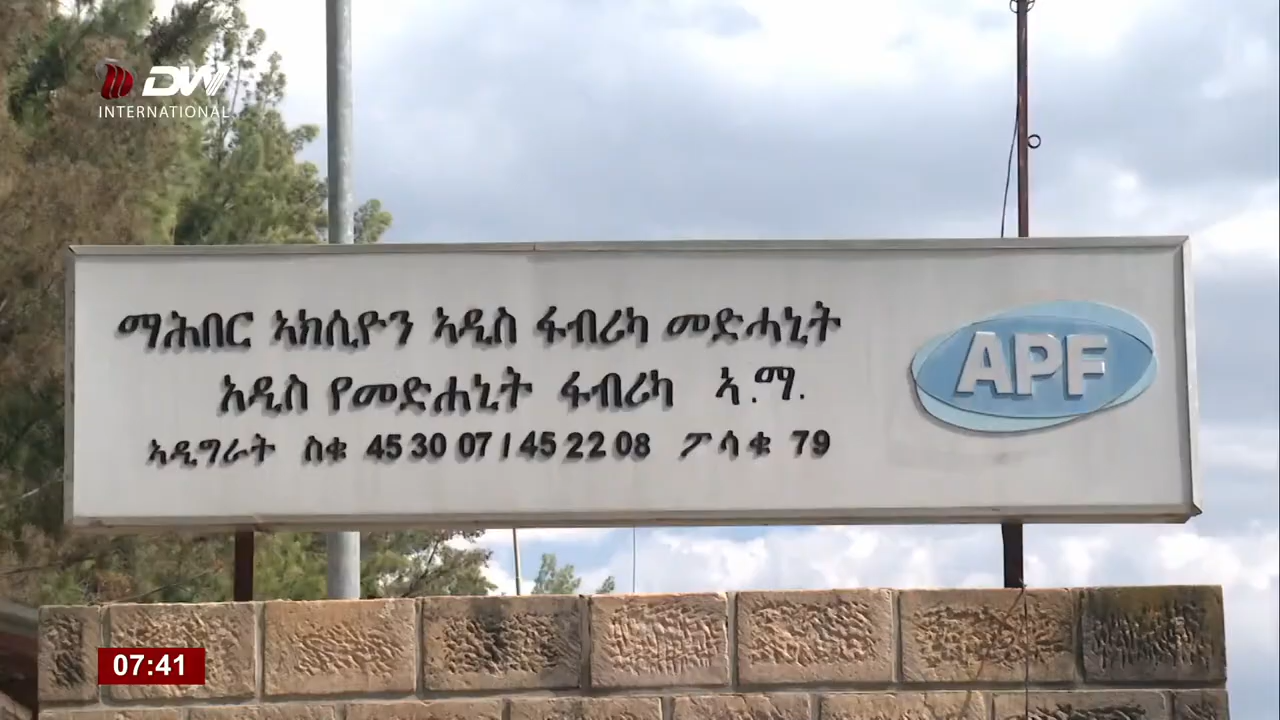 DW
INTERNATIONAL
ማሕበር ኣክሲዮን ኣዲስ ፋብሪካ መድሓኒት
አዲስ የመድሐኒት ፋብሪካ ኣ.ማ.
ኣዲግራት ስቁ 45 30 07 / 45 22 08 ፖ ሳቁ 79
APF
07:41